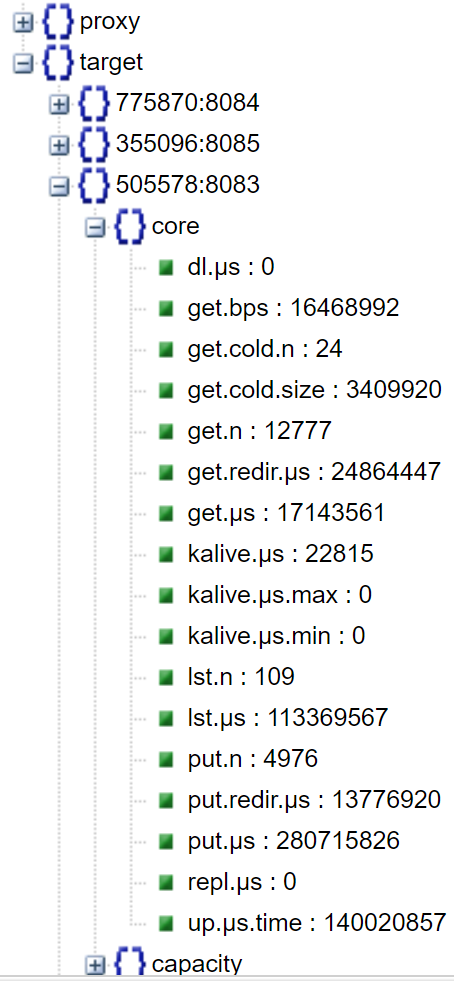 proxy
target
775870:8084
355096:8085
505578:8083
core
dl.µs : 0
get.bps : 16468992
get.cold.n : 24
get.cold.size : 3409920
get.n : 12777
get.redir.µs : 24864447
get.µs : 17143561
kalive.µs : 22815
kalive.µs.max : 0
kalive.µs.min : 0
lst.n : 109
lst.µs : 113369567
put.n : 4976
put.redir.µs : 13776920
put.µs : 280715826
repl.µs : 0
up.µs.time : 140020857
capacity